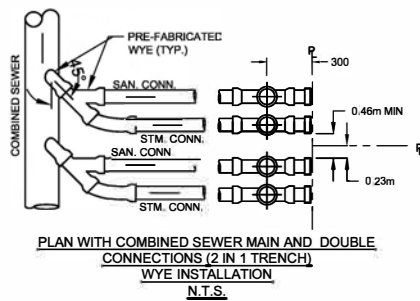 PRE-FABRICATED
WYE (TYP.)
45°
COMBINED SEWER
SAN. CONN.
STM. CONN.
SAN. CONN.
STM. CONN.
P
300
0.46m MIN
P
0.23m
PLAN WITH COMBINED SEWER MAIN AND DOUBLE
CONNECTIONS (2 IN 1 TRENCH)
WYE INSTALLATION
N.T.S.